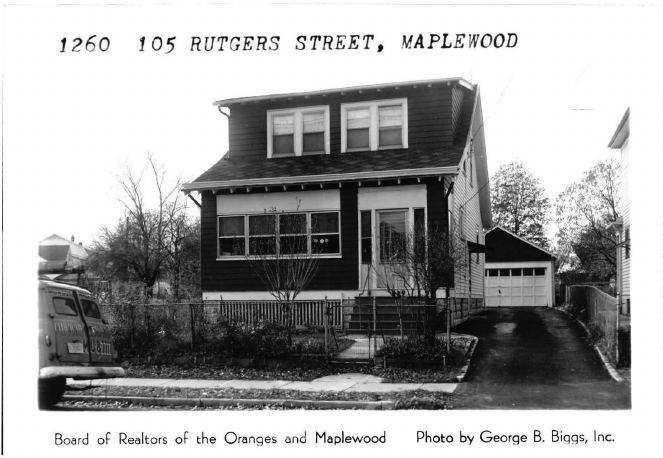 1260 105 RUTGERS STREET, MAPLEWOOD
Board of Realtors of the Oranges and Maplewood Photo by George B. Biggs, Inc.